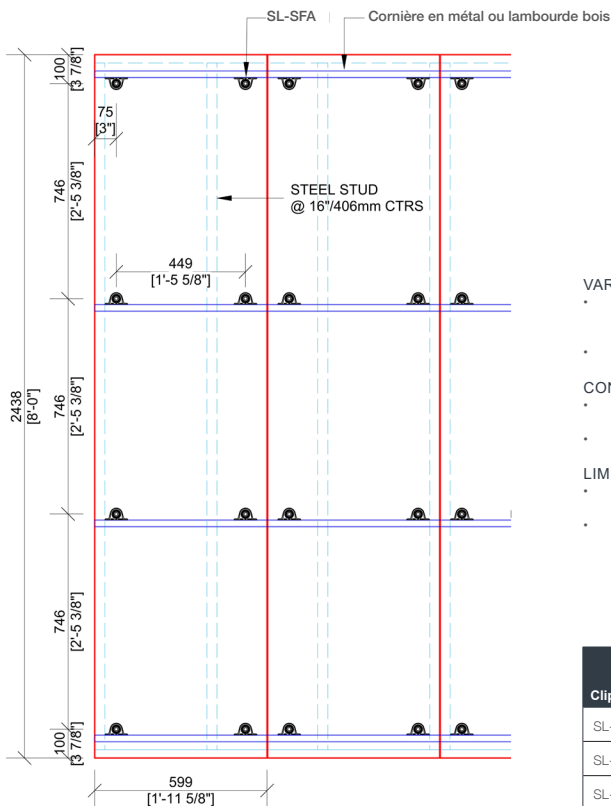 SL-SFA
Cornière en métal ou lambourde bois
100
[3 7/8"]
75
[3"]
746
[2'-5 3/8"]
STEEL STUD
@ 16"/406mm CTRS
449
[1'-5 5/8"]
VAR
•
•
2438
[8'-0"]
746
[2'-5 3/8"]
CON
•
•
LIM
•
•
746
[2'-5 3/8"]
Clip
SL-
SL-
SL-
100
[3 7/8"]
599
[1'-11 5/8"]